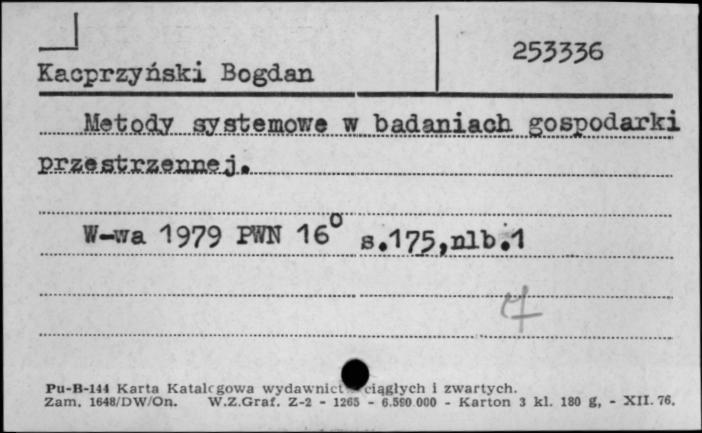 253336
Kacprzyński Bogdan
Metody systemowe w badaniach gospodarki
przestrzennej.
W-wa 1979 PWN 16° s.175,nlb.1
Pu-B-144 Karta Katalogowa wydawnict ciągłych i zwartych.
Zam. 1648/DW/On. W.Z.Graf. Z-2 - 1265 - 6.500.000 - Karton 3 kl. 180 g, - XII. 76.